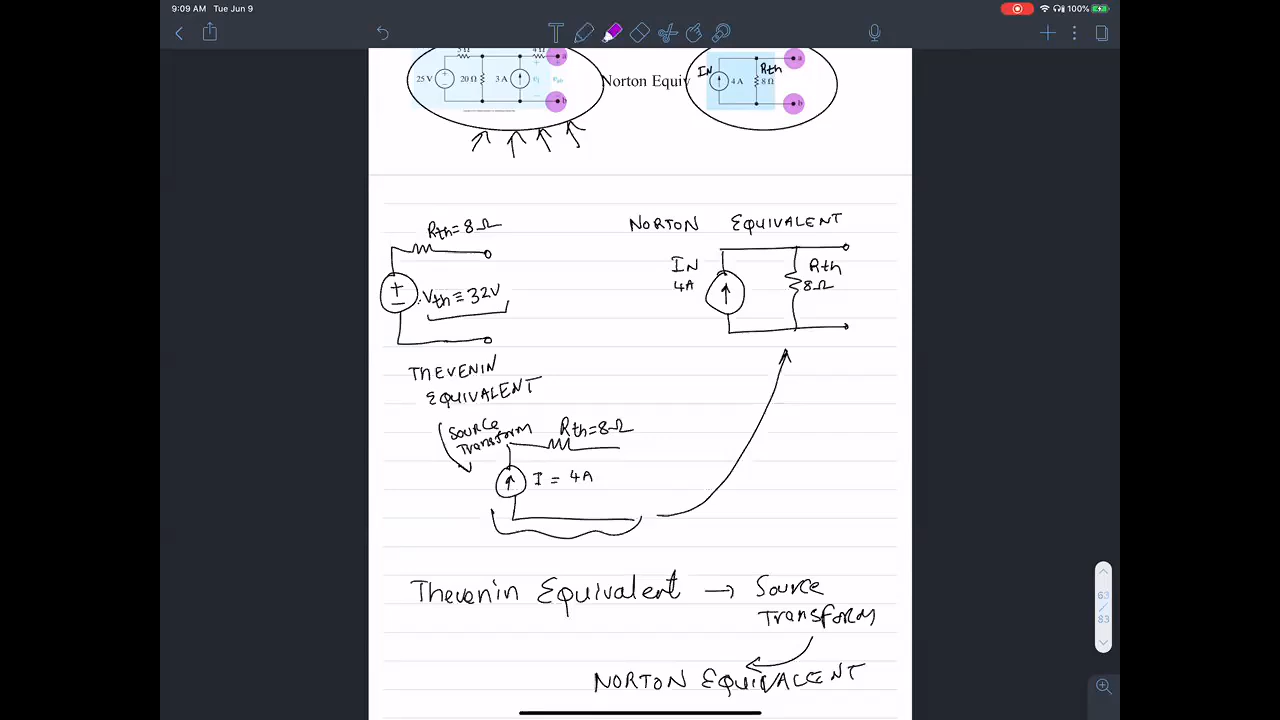 9:09 AM Tue Jun 9
100%
25 V
20 Ω
3 A
4 Ω
a
b
Norton Equiv
IN
4 A
Rth
8 Ω
a
b
Rth = 8Ω
Vth = 32V
THEVENIN
EQUIVALENT
NORTON EQUIVALENT
IN
4A
Rth
8Ω
SOURCE
Transform
Rth=8Ω
I = 4A
Thevenin Equivalent → Source
Transform
NORTON EQUIVALENT
63
/
83